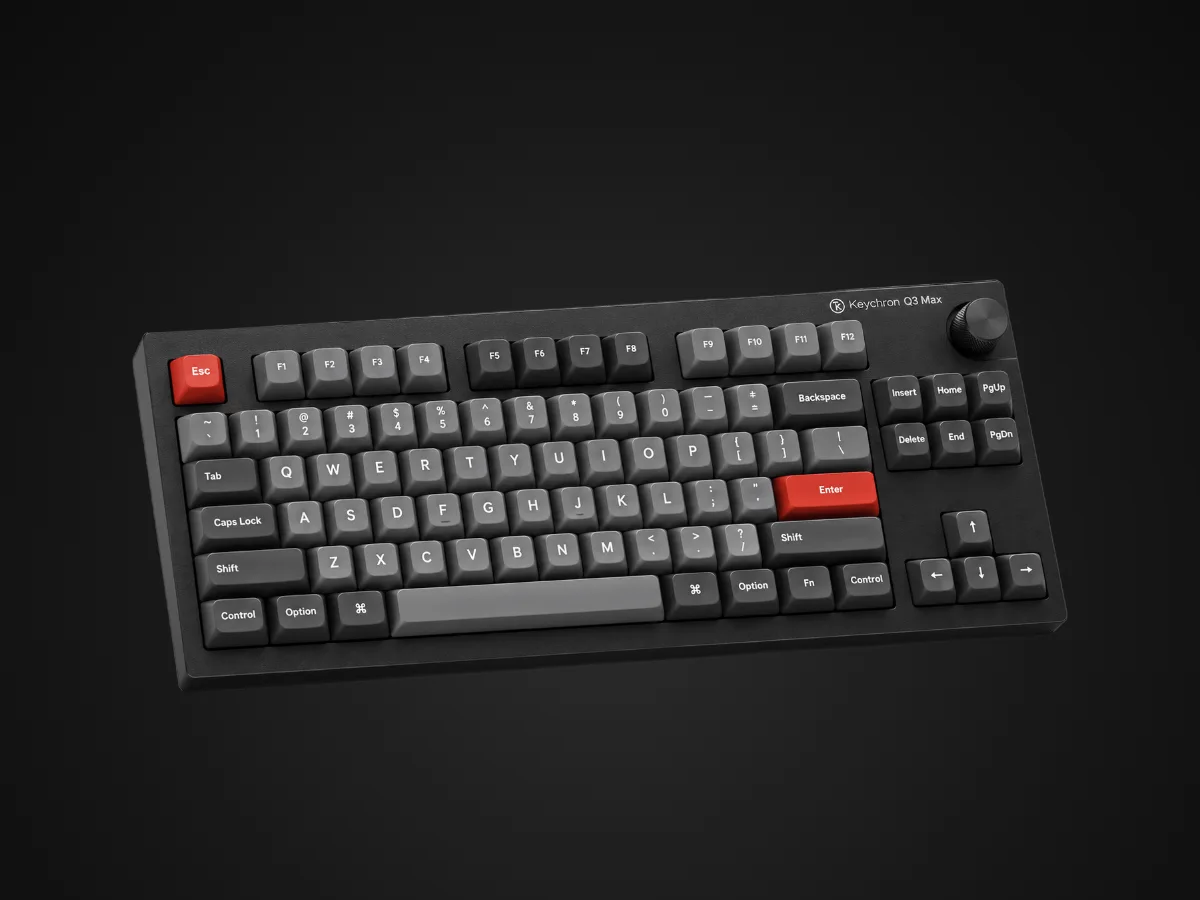 Keychron Q3 Max
Esc F1 F2 F3 F4 F5 F6 F7 F8 F9 F10 F11 F12
~ ! @ # $ % ^ & * ( ) — +
` 1 2 3 4 5 6 7 8 9 0 - = Backspace Insert Home PgUp
Tab Q W E R T Y U I O P { [ } ] ! \ Delete End PgDn
Caps Lock A S D F G H J K L : ; " ' Enter
Shift Z X C V B N M < . > . ? / Shift ↑
Control Option ⌘ ⌘ Option Fn Control ← ↓ →